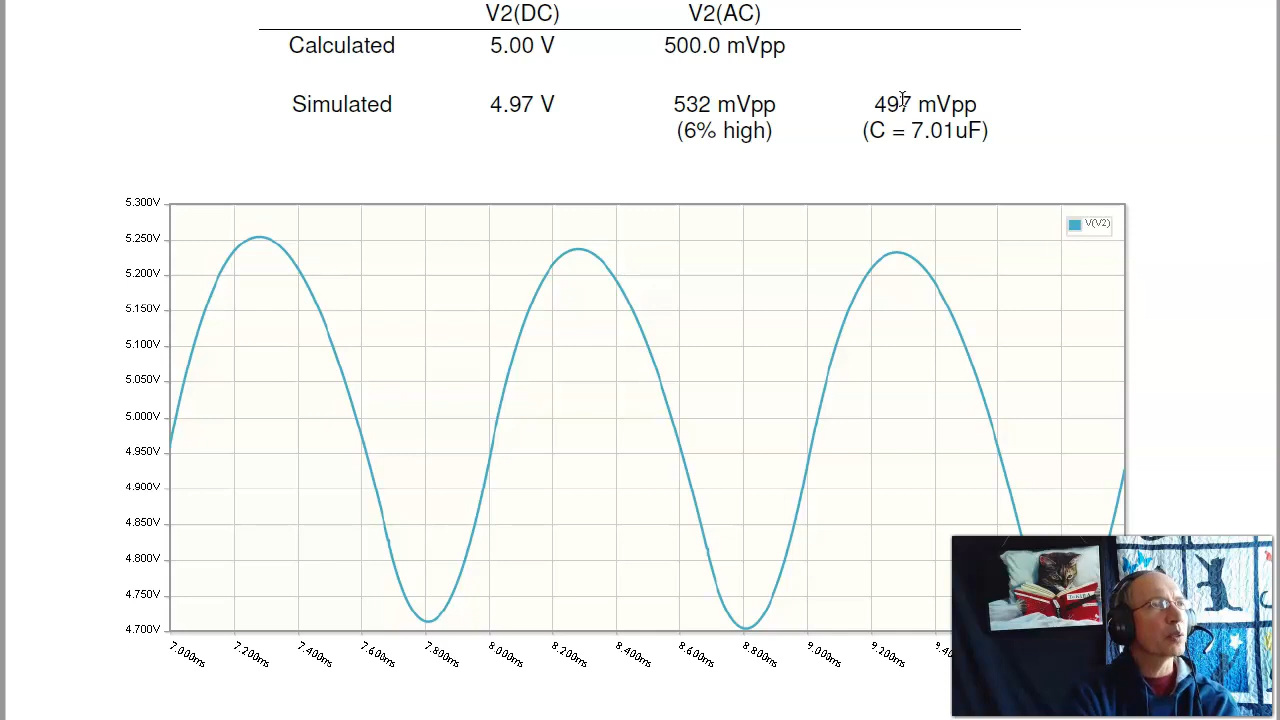 V2(DC) V2(AC)
Calculated 5.00 V 500.0 mVpp
Simulated 4.97 V 532 mVpp 497 mVpp
(6% high) (C = 7.01uF)
5.300V
V(V2)
5.250V
5.200V
5.150V
5.100V
5.050V
5.000V
4.950V
4.900V
4.850V
4.800V
4.750V
4.700V
7.000ms 7.200ms 7.400ms 7.600ms 7.800ms 8.000ms 8.200ms 8.400ms 8.600ms 8.800ms 9.000ms 9.200ms